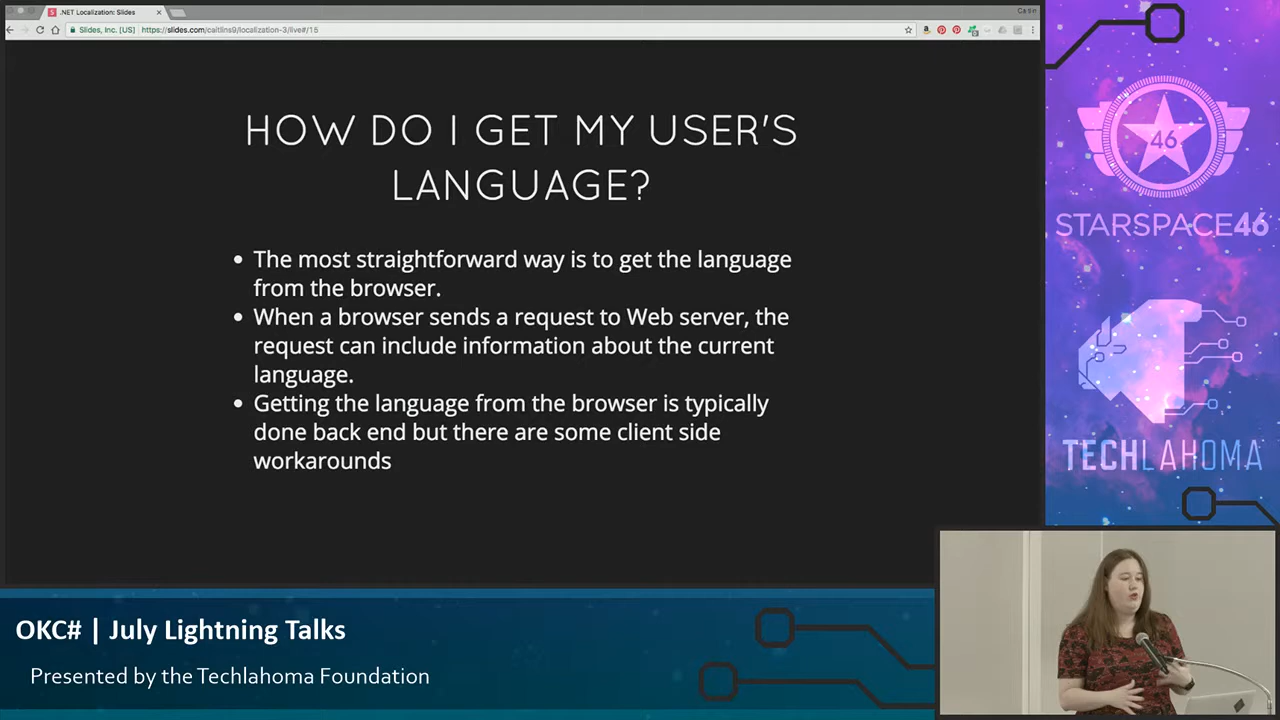 .NET Localization: Slides
Caitlin
Slides, Inc. [US]
https://slides.com/caitlins9/localization-3/live#/15
HOW DO I GET MY USER'S
LANGUAGE?
• The most straightforward way is to get the language
from the browser.
• When a browser sends a request to Web server, the
request can include information about the current
language.
• Getting the language from the browser is typically
done back end but there are some client side
workarounds
46
STARSPACE46
TECHLAHOMA
OKC# | July Lightning Talks
Presented by the Techlahoma Foundation